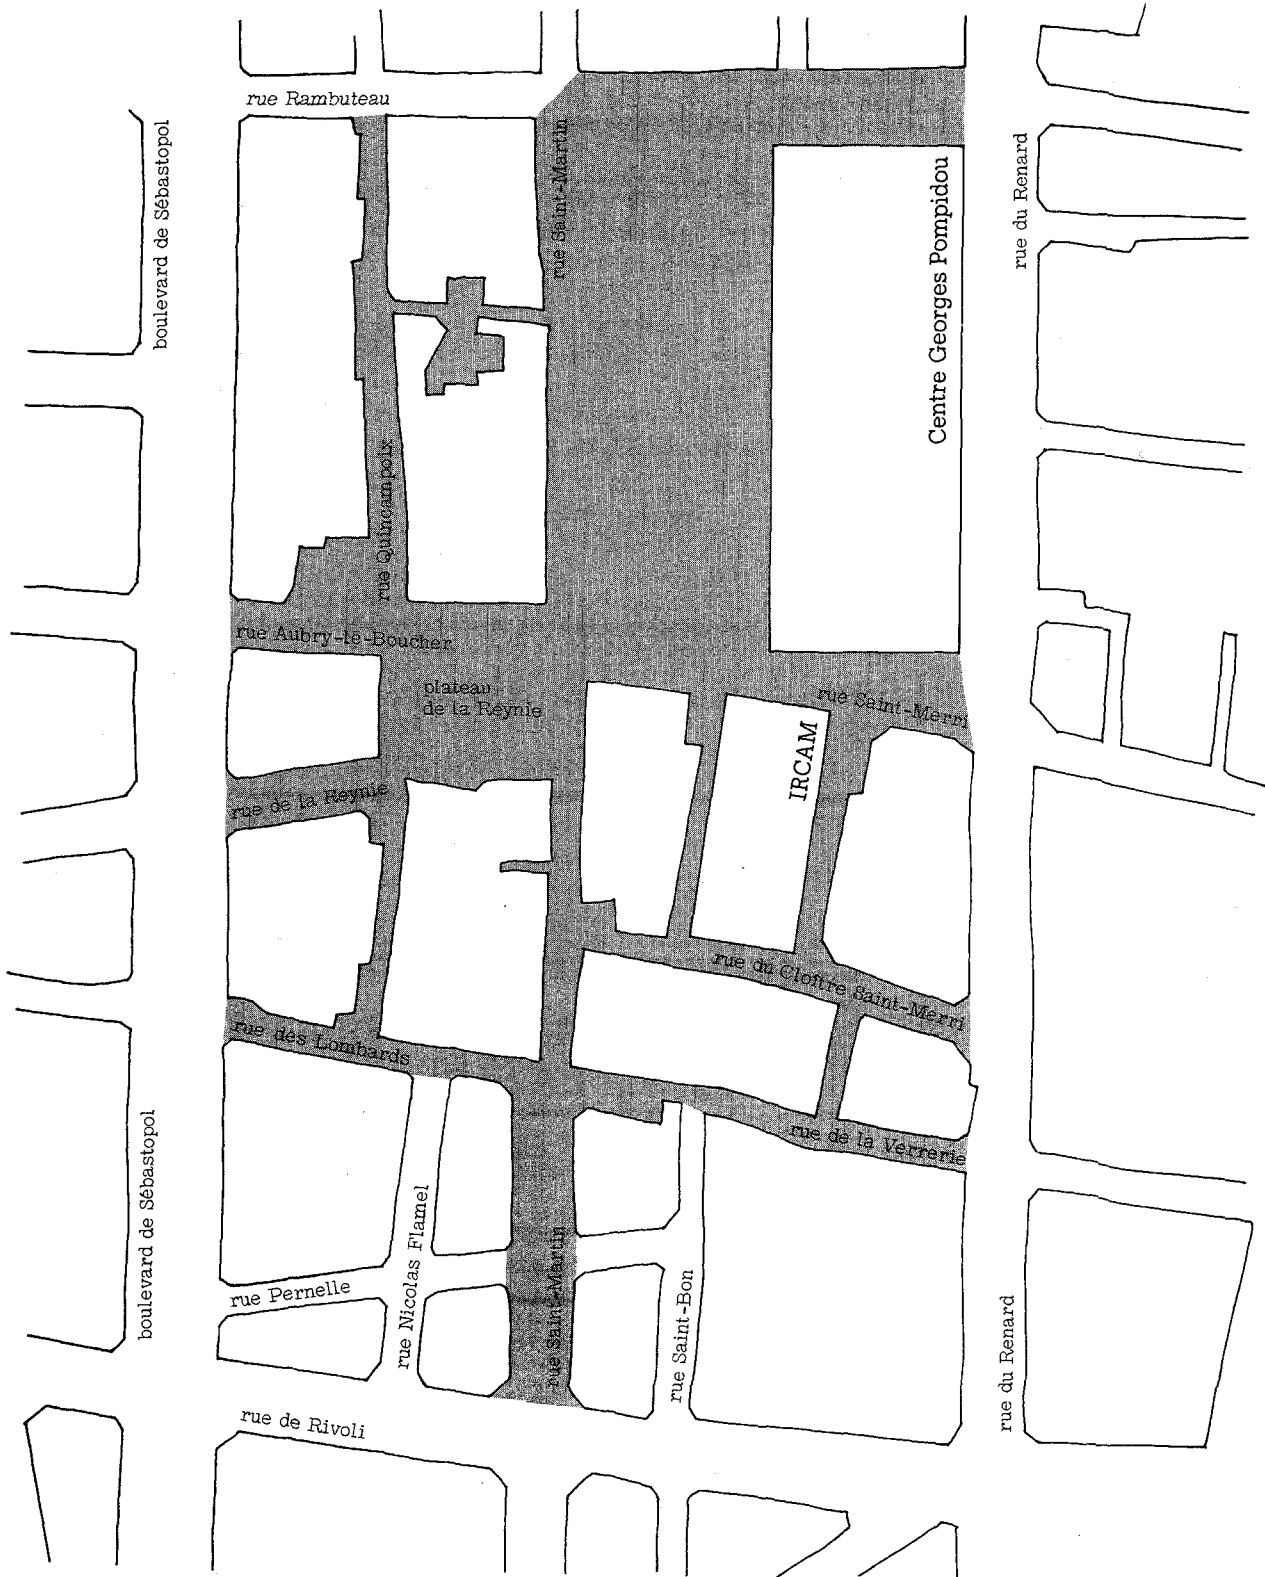 rue Rambuteau
boulevard de Sébastopol
rue Saint-Martin
rue du Renard
Centre Georges Pompidou
rue Quincampoix
rue Aubry-le-Boucher
plateau
de la Reynie
rue Saint-Merri
IRCAM
rue de la Reynie
rue du Cloître Saint-Merri
rue des Lombards
rue de la Verrerie
boulevard de Sébastopol
rue Nicolas Flamel
rue Saint-Martin
rue Pernelle
rue Saint-Bon
rue du Renard
rue de Rivoli